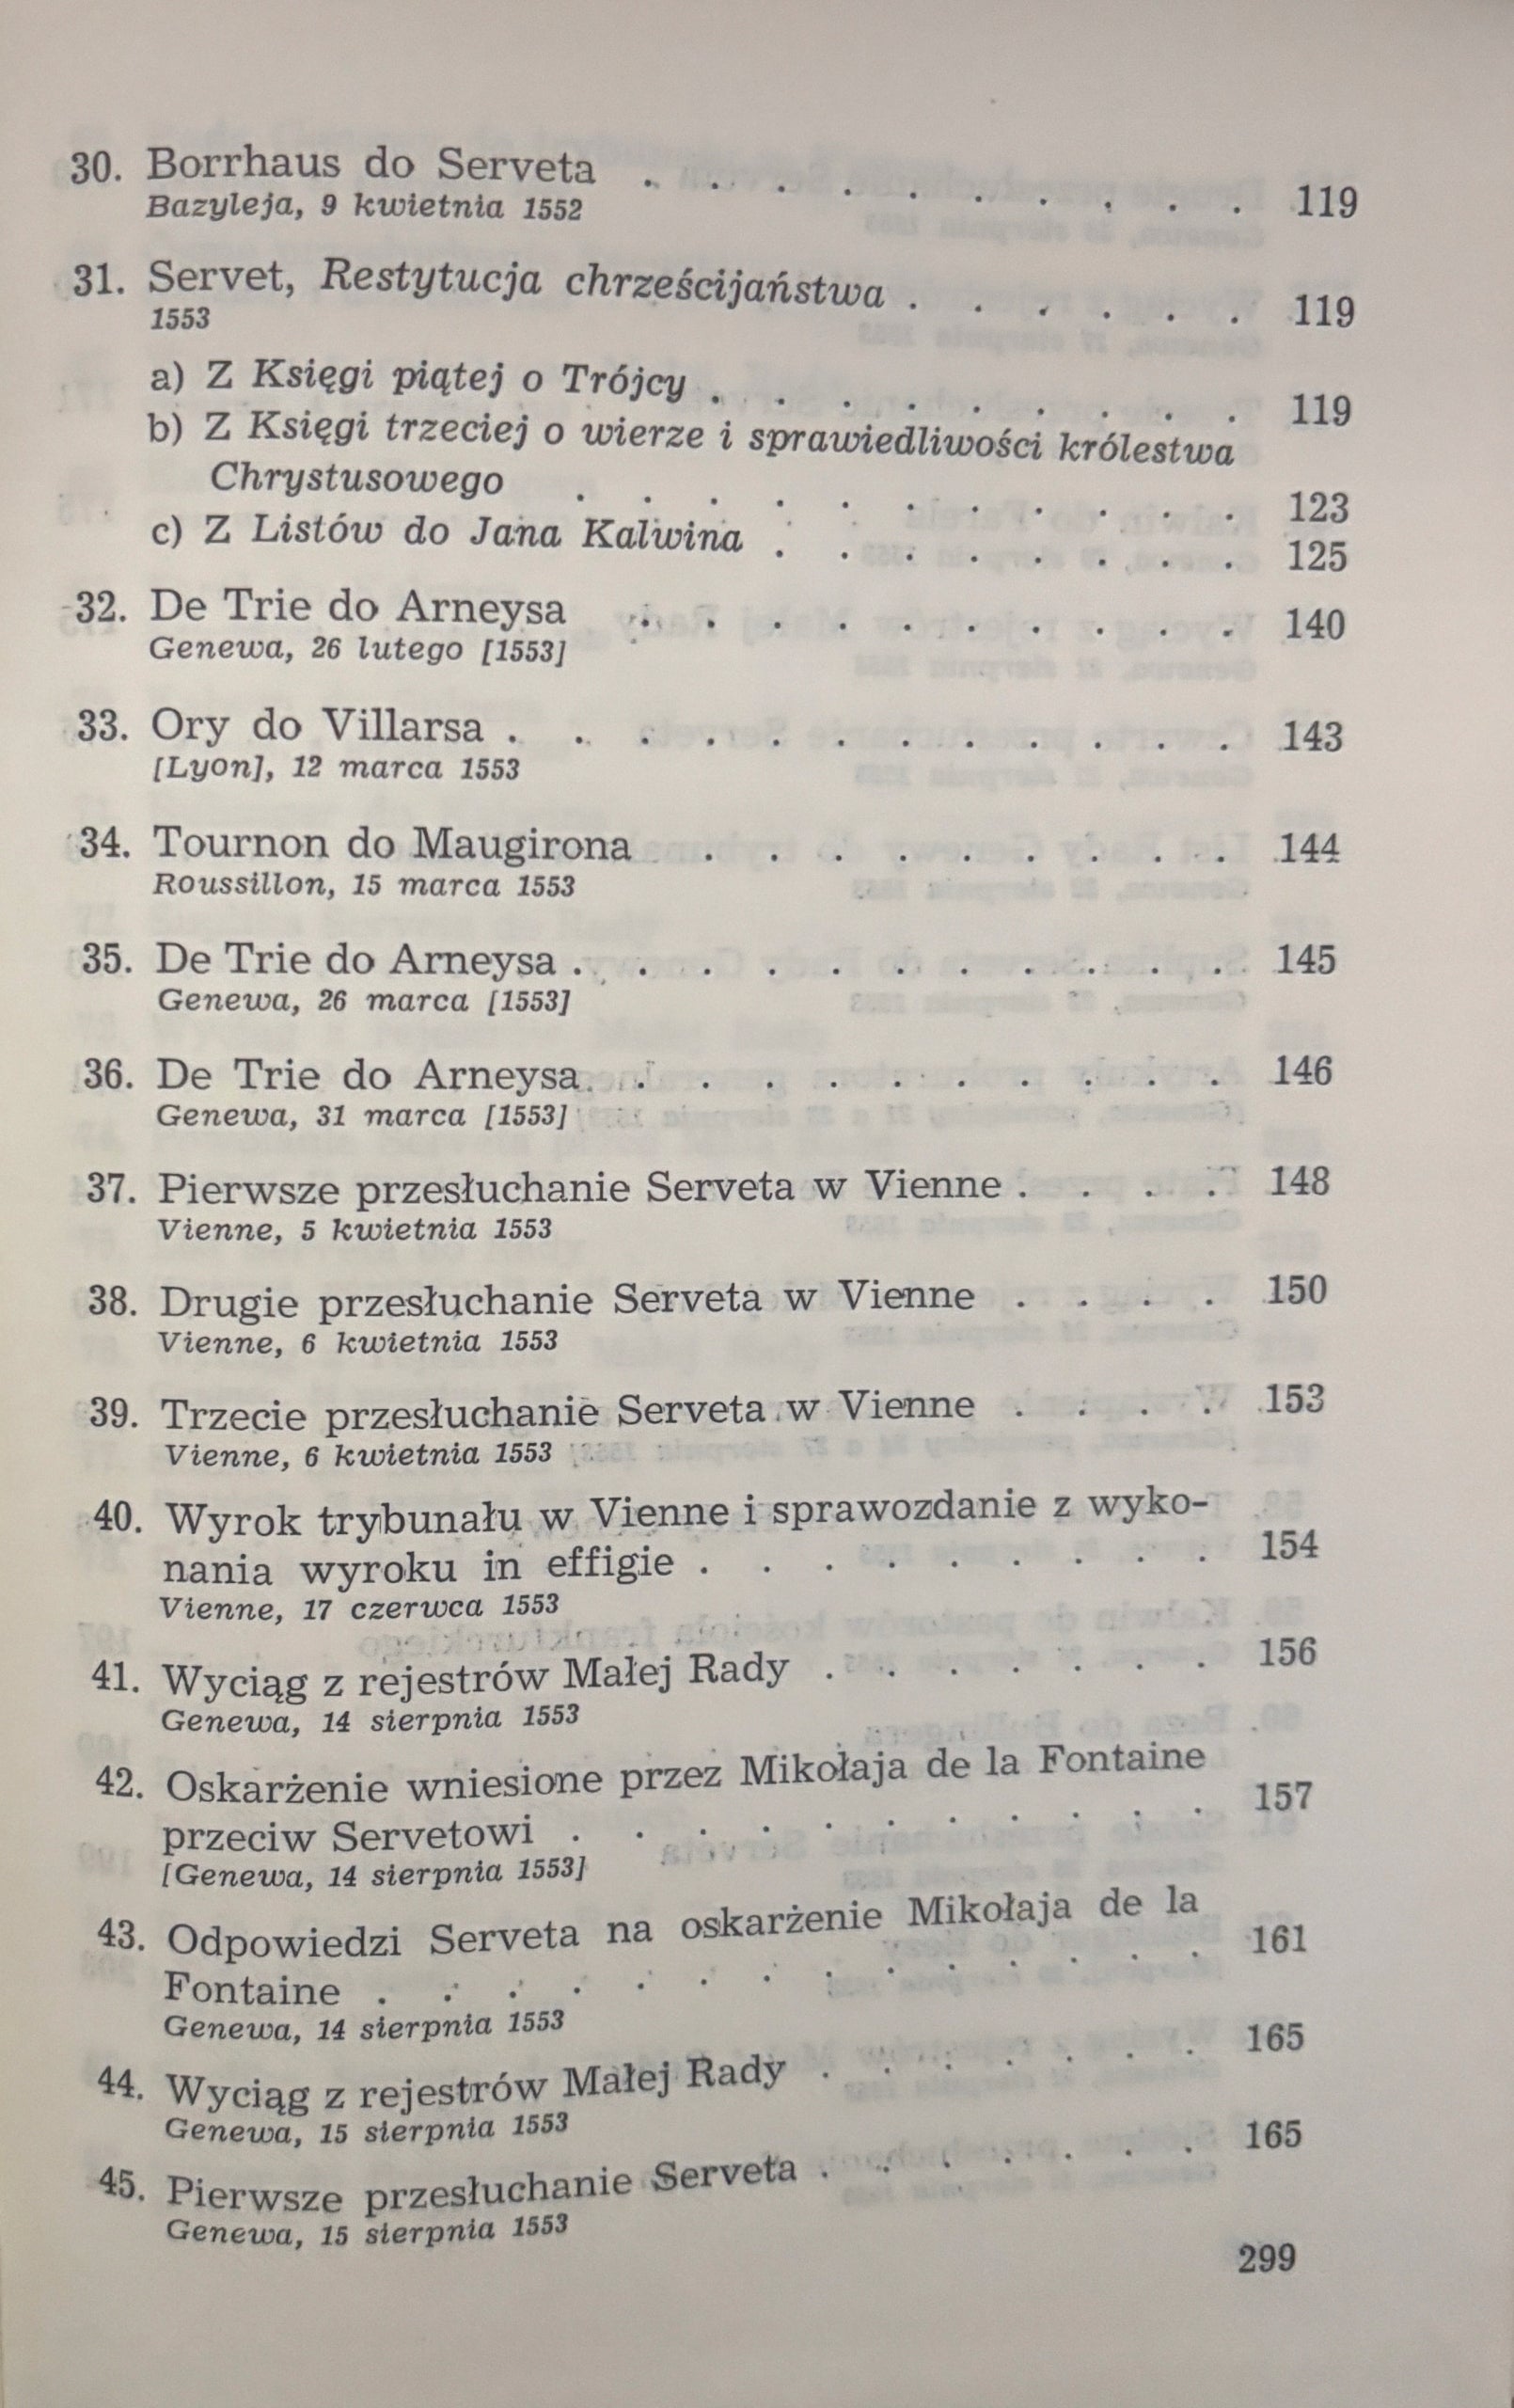 30. Borrhaus do Serveta . . . . . . . . . . 119
Bazyleja, 9 kwietnia 1552
31. Servet, Restytucja chrześcijaństwa . . . . . . 119
1553
a) Z Księgi piątej o Trójcy . . . . . . . . . 119
b) Z Księgi trzeciej o wierze i sprawiedliwości królestwa
Chrystusowego . . . . . . . . . . . 123
c) Z Listów do Jana Kalwina . . . . . . . . 125
32. De Trie do Arneysa . . . . . . . . . . 140
Genewa, 26 lutego [1553]
33. Ory do Villarsa . . . . . . . . . . . . 143
[Lyon], 12 marca 1553
34. Tournon do Maugirona . . . . . . . . . 144
Roussillon, 15 marca 1553
35. De Trie do Arneysa . . . . . . . . . . . 145
Genewa, 26 marca [1553]
36. De Trie do Arneysa . . . . . . . . . . . 146
Genewa, 31 marca [1553]
37. Pierwsze przesłuchanie Serveta w Vienne . . . . 148
Vienne, 5 kwietnia 1553
38. Drugie przesłuchanie Serveta w Vienne . . . . 150
Vienne, 6 kwietnia 1553
39. Trzecie przesłuchanie Serveta w Vienne . . . . 153
Vienne, 6 kwietnia 1553
40. Wyrok trybunału w Vienne i sprawozdanie z wyko-
nania wyroku in effigie . . . . . . . . . 154
Vienne, 17 czerwca 1553
41. Wyciąg z rejestrów Małej Rady . . . . . . . 156
Genewa, 14 sierpnia 1553
42. Oskarżenie wniesione przez Mikołaja de la Fontaine
przeciw Servetowi . . . . . . . . . . . 157
[Genewa, 14 sierpnia 1553]
43. Odpowiedzi Serveta na oskarżenie Mikołaja de la
Fontaine . . . . . . . . . . . . . . 161
Genewa, 14 sierpnia 1553
44. Wyciąg z rejestrów Małej Rady . . . . . . . 165
Genewa, 15 sierpnia 1553
45. Pierwsze przesłuchanie Serveta . . . . . . . 165
Genewa, 15 sierpnia 1553
299